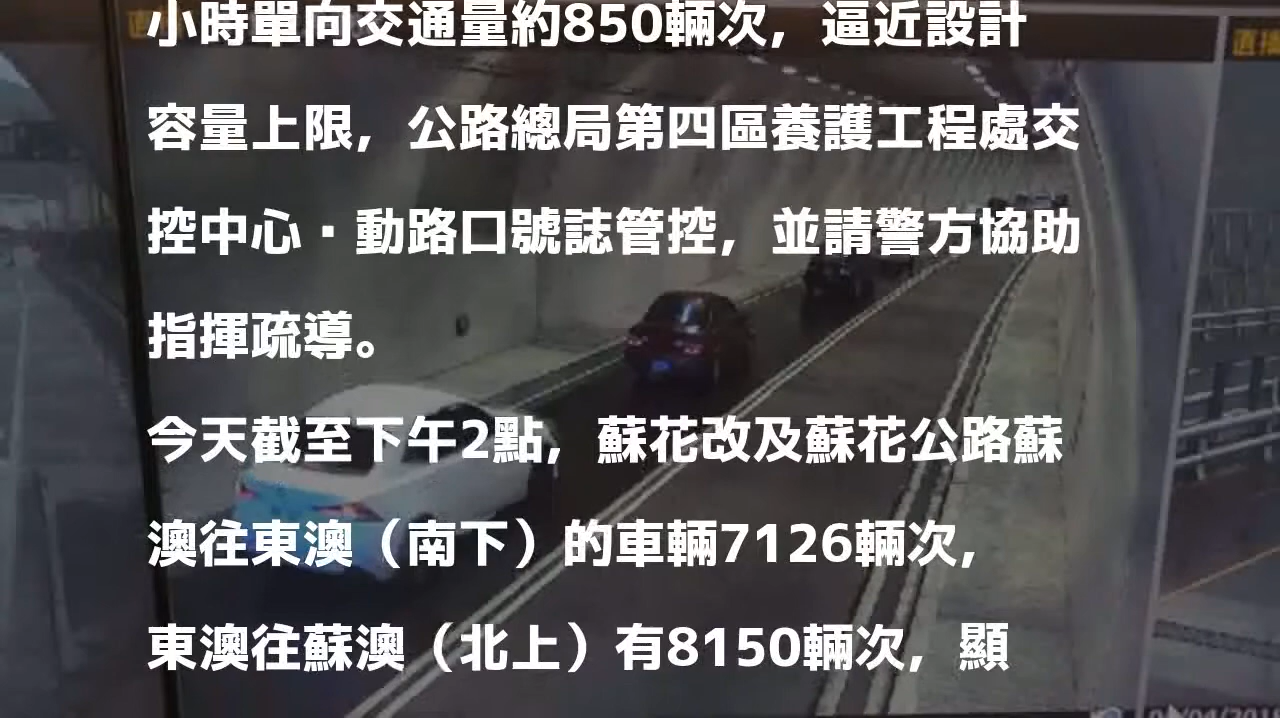 小時單向交通量約850輛次，逼近設計
容量上限，公路總局第四區養護工程處交
控中心·動路口號誌管控，並請警方協助
指揮疏導。
今天截至下午2點，蘇花改及蘇花公路蘇
澳往東澳（南下）的車輛7126輛次，
東澳往蘇澳（北上）有8150輛次，顯